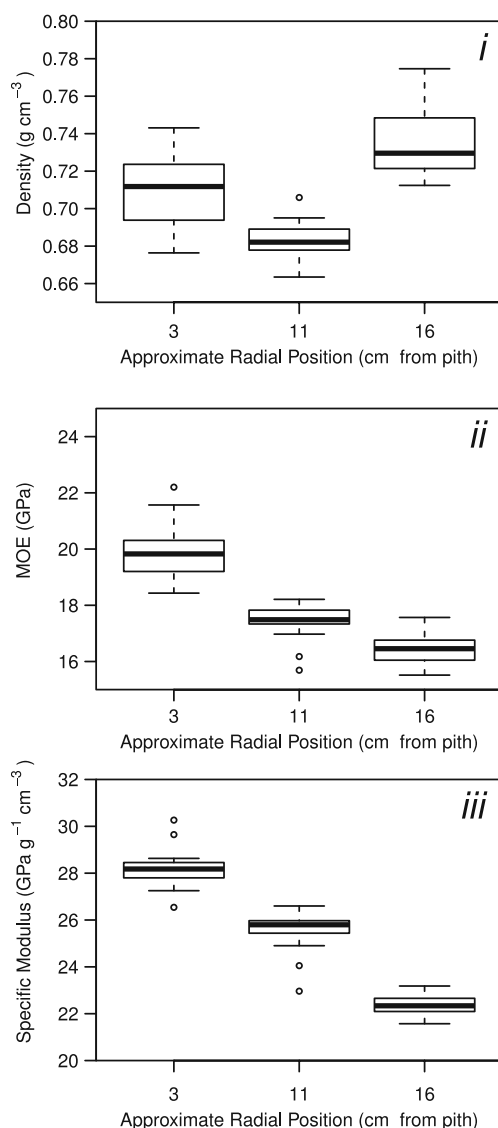 i
Density (g cm⁻³)
0.80
0.78
0.76
0.74
0.72
0.70
0.68
0.66
3 11 16
Approximate Radial Position (cm from pith)
ii
MOE (GPa)
24
22
20
18
16
3 11 16
Approximate Radial Position (cm from pith)
iii
Specific Modulus (GPa g⁻¹ cm⁻³)
32
30
28
26
24
22
20
3 11 16
Approximate Radial Position (cm from pith)